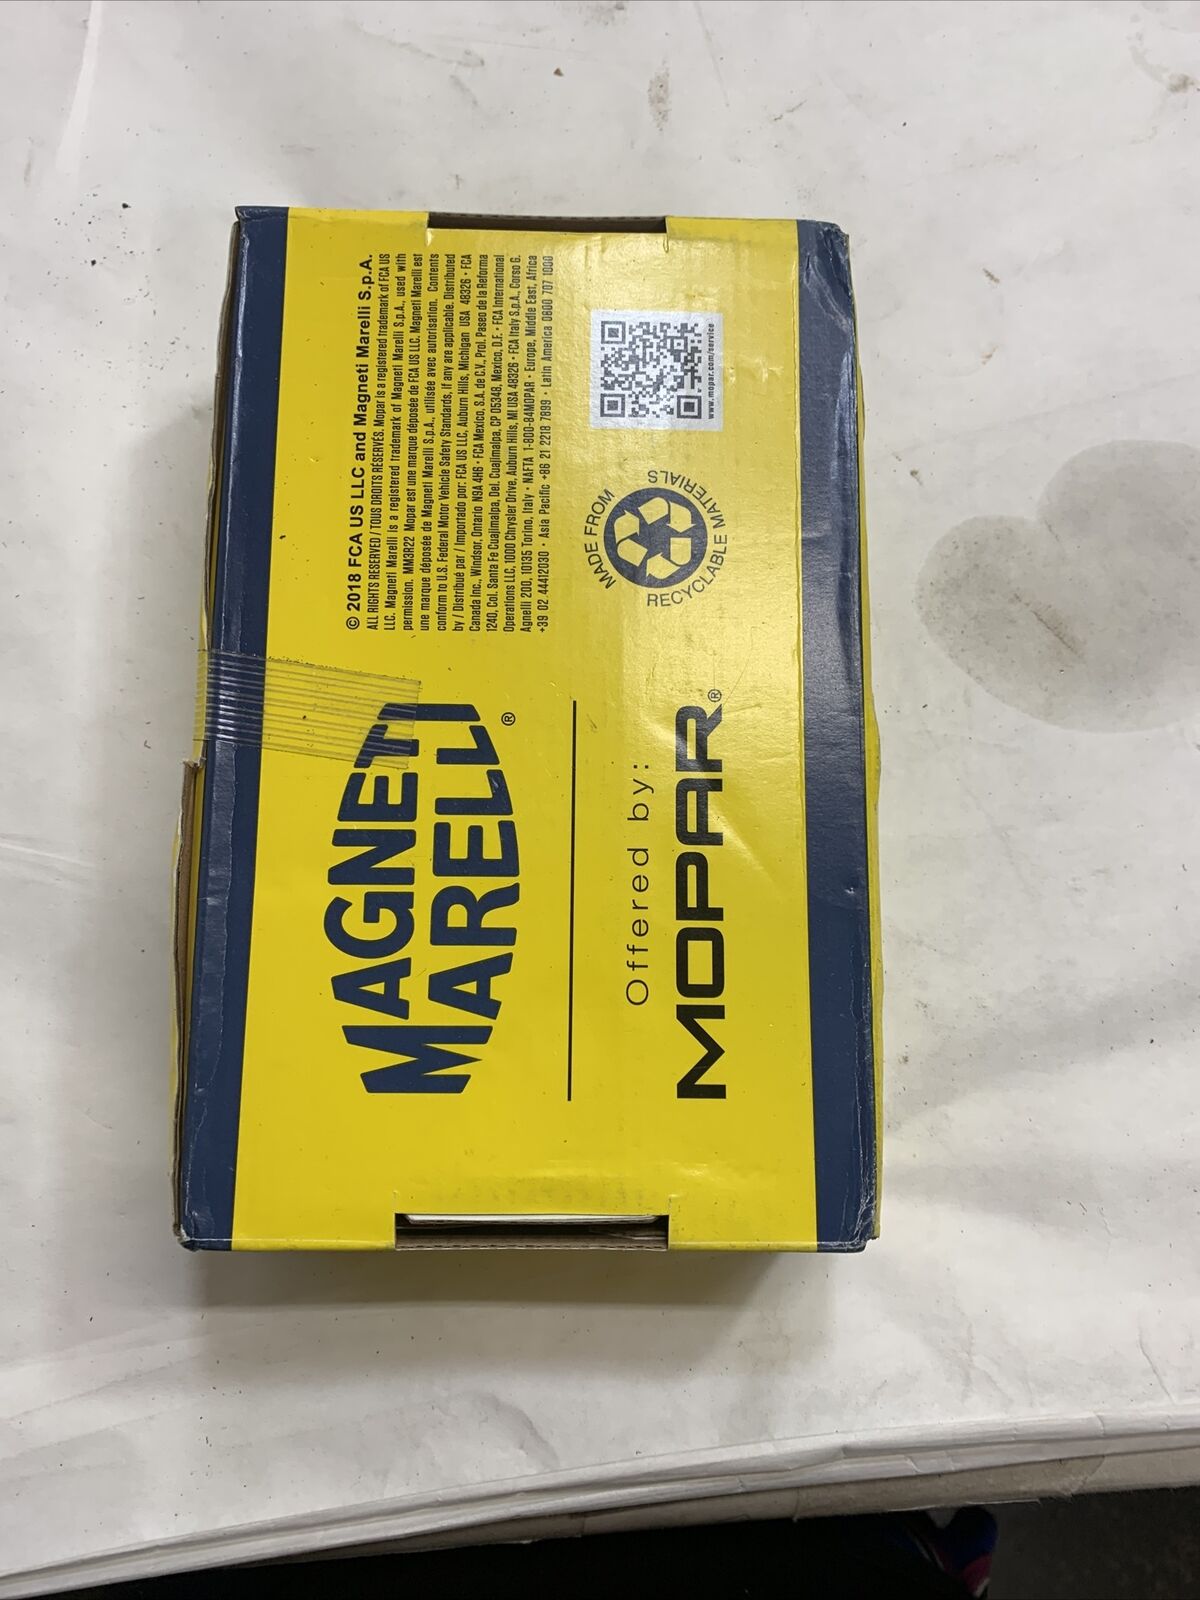 MAGNETI
MARELLI®
Offered by:
MOPAR®
© 2018 FCA US LLC and Magneti Marelli S.p.A.
ALL RIGHTS RESERVED / TOUS DROITS RESERVÉS. Mopar is a registered trademark of FCA US
LLC. Magneti Marelli is a registered trademark of Magneti Marelli S.p.A., used with
permission. MM3R22 Mopar est une marque déposée de FCA US LLC. Magneti Marelli est
une marque déposée de Magneti Marelli S.p.A., utilisée avec autorisation. Contents
conform to U.S. Federal Motor Vehicle Safety Standards, if any are applicable. Distributed
by / Distribué par / Importado por: FCA US LLC, Auburn Hills, Michigan USA 48326 · FCA
Canada Inc., Windsor, Ontario N9A 4H6 · FCA Mexico, S.A. de C.V., Prol. Paseo de la Reforma
1240, Col. Santa Fe Cuajimalpa, Del. Cuajimalpa, CP 05348, Mexico, D.F. · FCA International
Operations LLC, 1000 Chrysler Drive, Auburn Hills, MI USA 48326 · FCA Italy S.p.A., Corso G.
Agnelli 200, 10135 Torino, Italy · NAFTA 1-800-84MOPAR · Europe, Middle East, Africa
+39 02 44412030 · Asia Pacific +86 21 2218 7899 · Latin America 0800 707 1000
MADE FROM
RECYCLABLE MATERIALS
www.mopar.com/service